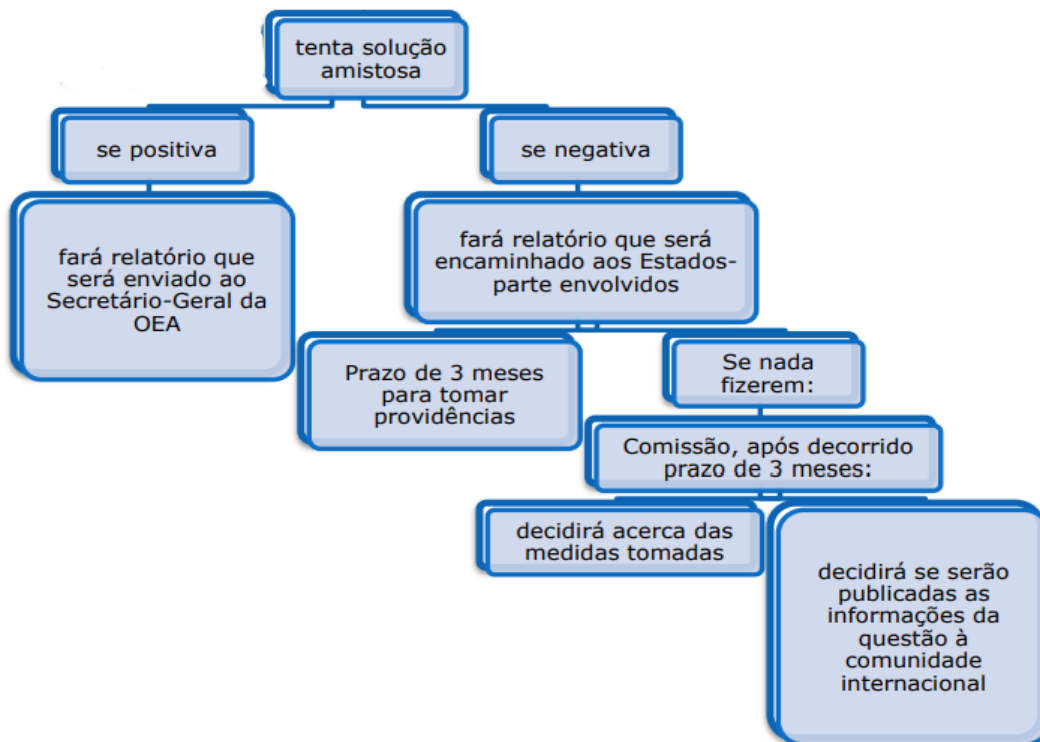 tenta solução
amistosa
se positiva
se negativa
fará relatório que
será enviado ao
Secretário-Geral da
OEA
fará relatório que será
encaminhado aos Estados-
parte envolvidos
Prazo de 3 meses
para tomar
providências
Se nada
fizerem:
Comissão, após decorrido
prazo de 3 meses:
decidirá acerca das
medidas tomadas
decidirá se serão
publicadas as
informações da
questão à
comunidade
internacional